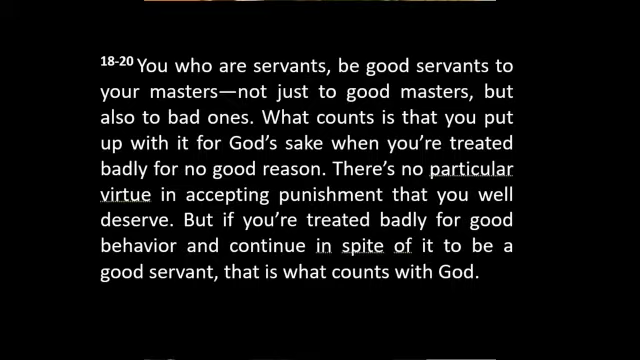 18-20 You who are servants, be good servants to
your masters—not just to good masters, but
also to bad ones. What counts is that you put
up with it for God's sake when you're treated
badly for no good reason. There's no particular
virtue in accepting punishment that you well
deserve. But if you're treated badly for good
behavior and continue in spite of it to be a
good servant, that is what counts with God.